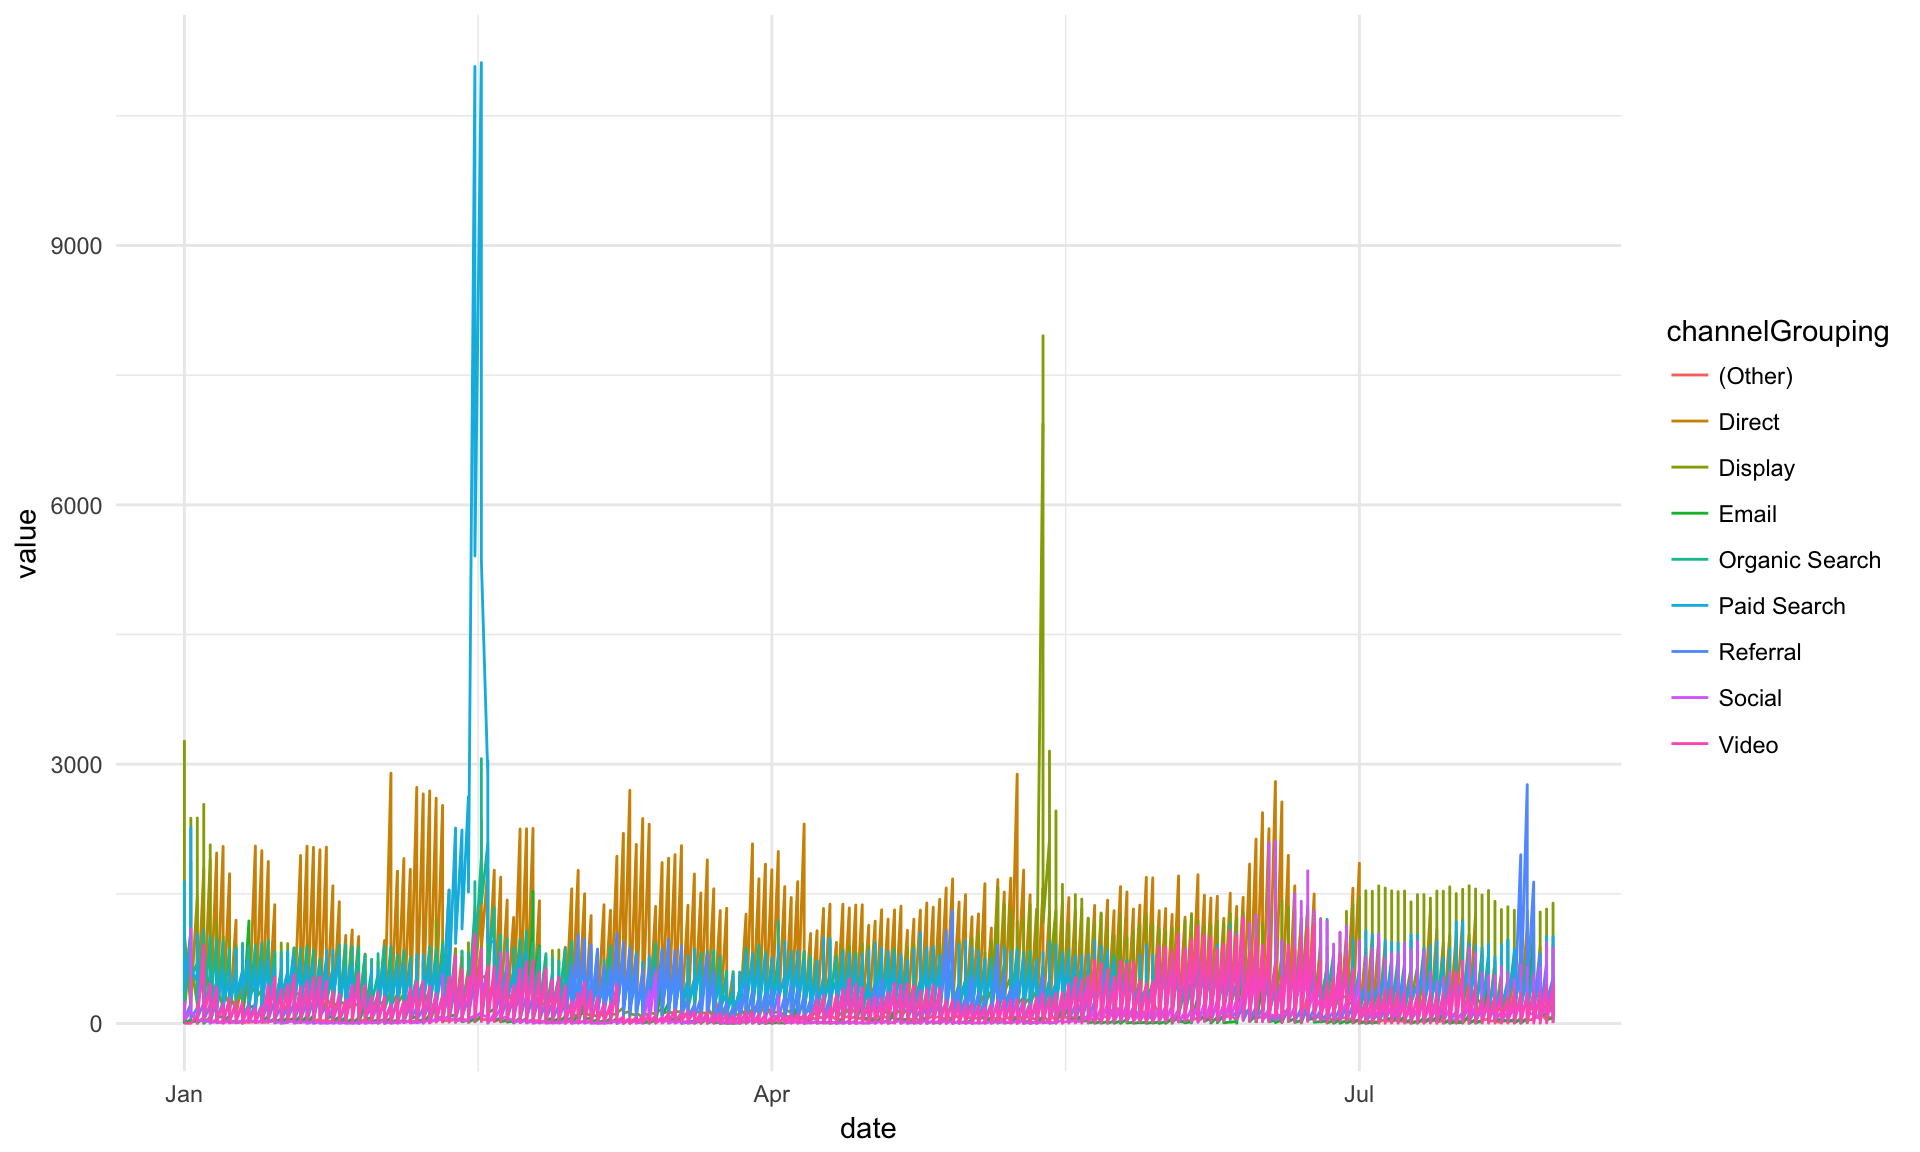 9000
6000
3000
0
value
Jan
Apr
Jul
date
channelGrouping
(Other)
Direct
Display
Email
Organic Search
Paid Search
Referral
Social
Video